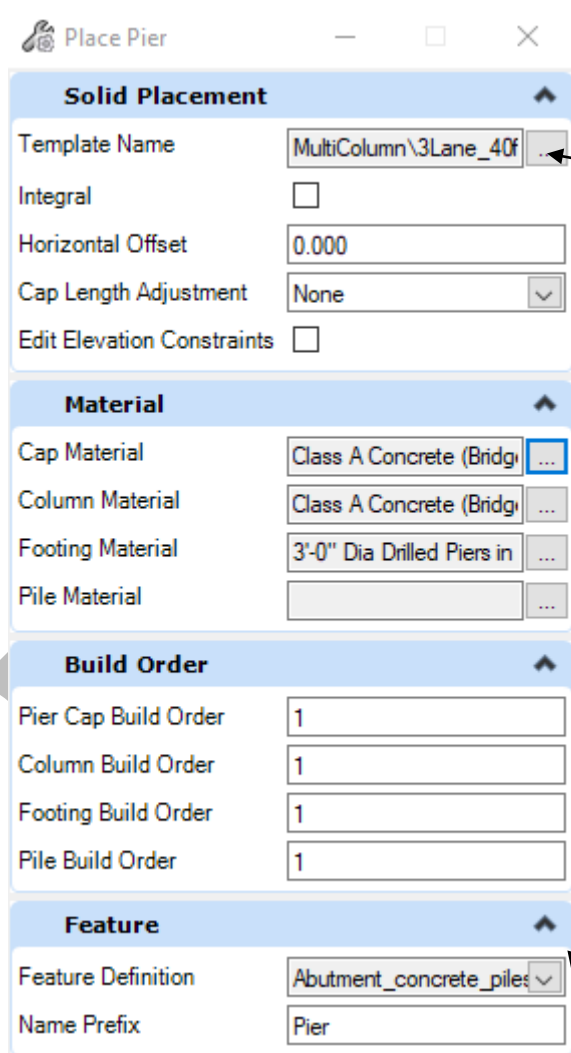 Place Pier
Solid Placement
Template Name MultiColumn\3Lane_40f ...
Integral
Horizontal Offset 0.000
Cap Length Adjustment None
Edit Elevation Constraints
Material
Cap Material Class A Concrete (Bridg ...
Column Material Class A Concrete (Bridg ...
Footing Material 3'-0" Dia Drilled Piers in ...
Pile Material ...
Build Order
Pier Cap Build Order 1
Column Build Order 1
Footing Build Order 1
Pile Build Order 1
Feature
Feature Definition Abutment_concrete_piles
Name Prefix Pier